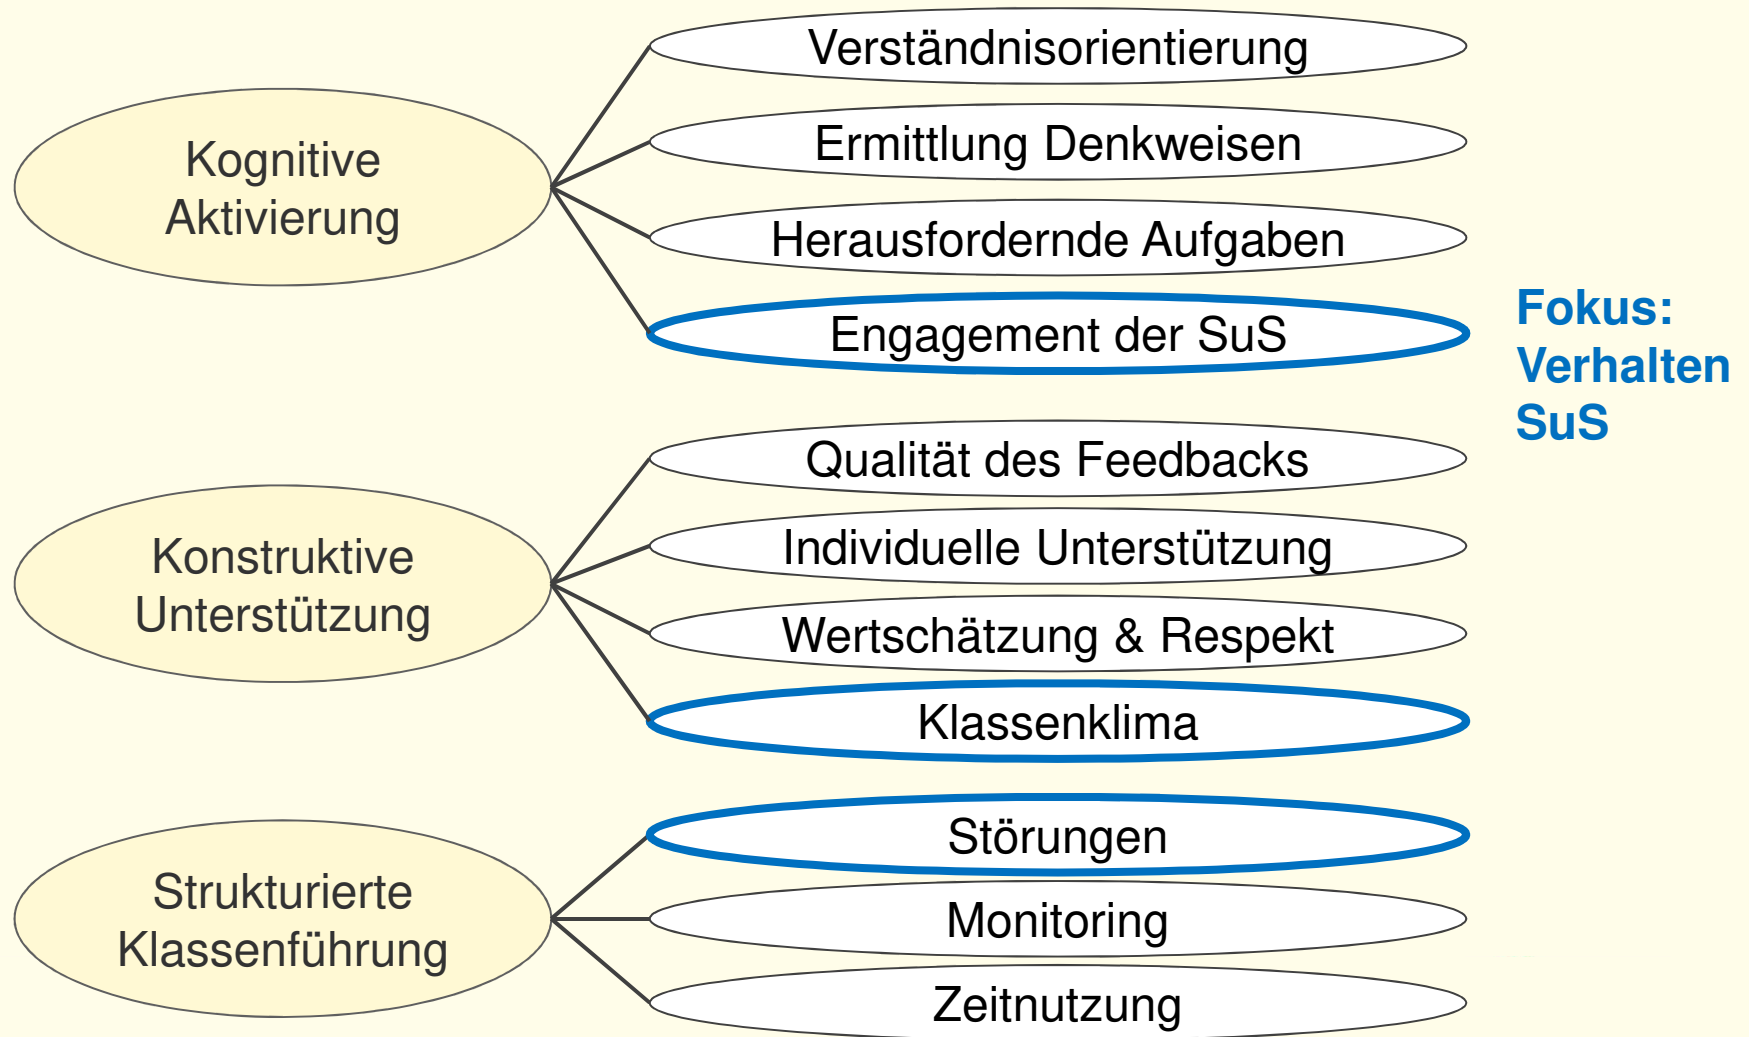 Kognitive
Aktivierung
Verständnisorientierung
Ermittlung Denkweisen
Herausfordernde Aufgaben
Engagement der SuS
Fokus:
Verhalten
SuS
Konstruktive
Unterstützung
Qualität des Feedbacks
Individuelle Unterstützung
Wertschätzung & Respekt
Klassenklima
Strukturierte
Klassenführung
Störungen
Monitoring
Zeitnutzung